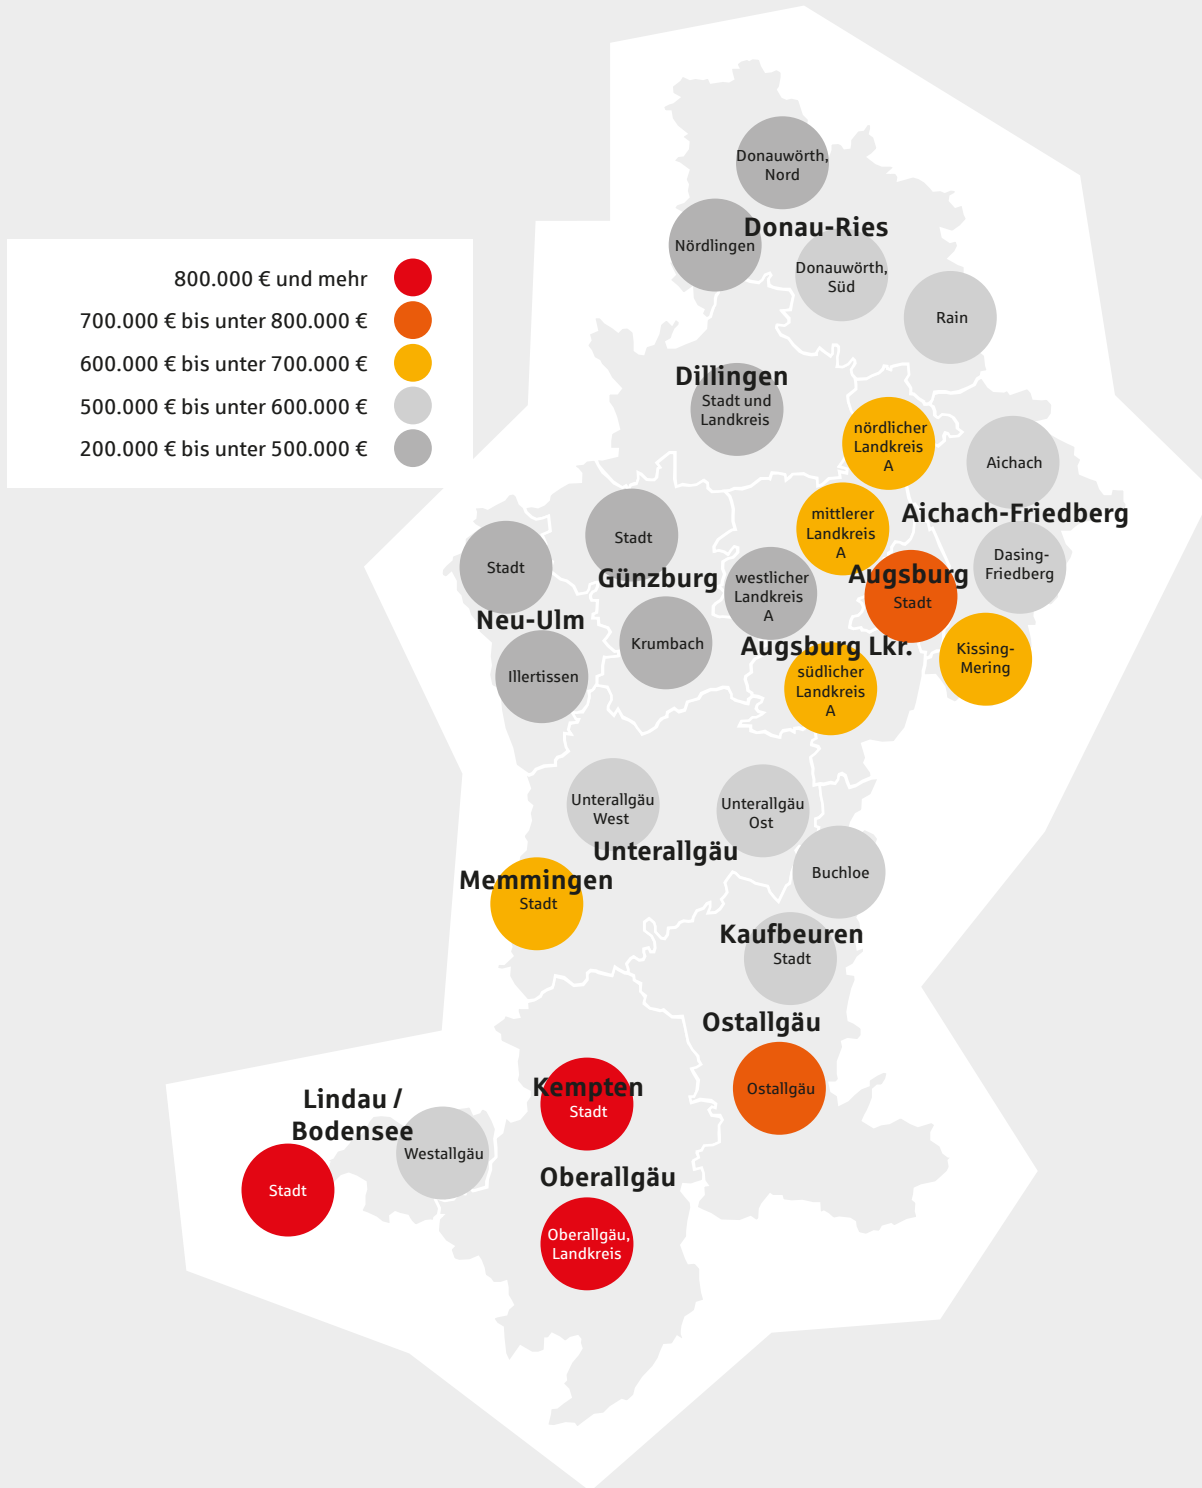 800.000 € und mehr
700.000 € bis unter 800.000 €
600.000 € bis unter 700.000 €
500.000 € bis unter 600.000 €
200.000 € bis unter 500.000 €
Donauwörth,
Nord
Donau-Ries
Nördlingen
Donauwörth,
Süd
Rain
Dillingen
Stadt und
Landkreis
nördlicher
Landkreis
A
Aichach
Aichach-Friedberg
mittlerer
Landkreis
A
Stadt
Günzburg
Dasing-
Friedberg
Stadt
Neu-Ulm
westlicher
Landkreis
A
Augsburg
Stadt
Krumbach
Augsburg Lkr.
südlicher
Landkreis
A
Kissing-
Mering
Illertissen
Unterallgäu
West
Unterallgäu
Ost
Unterallgäu
Buchloe
Memmingen
Stadt
Kaufbeuren
Stadt
Ostallgäu
Ostallgäu
Kempten
Stadt
Lindau /
Bodensee
Westallgäu
Stadt
Oberallgäu
Oberallgäu,
Landkreis